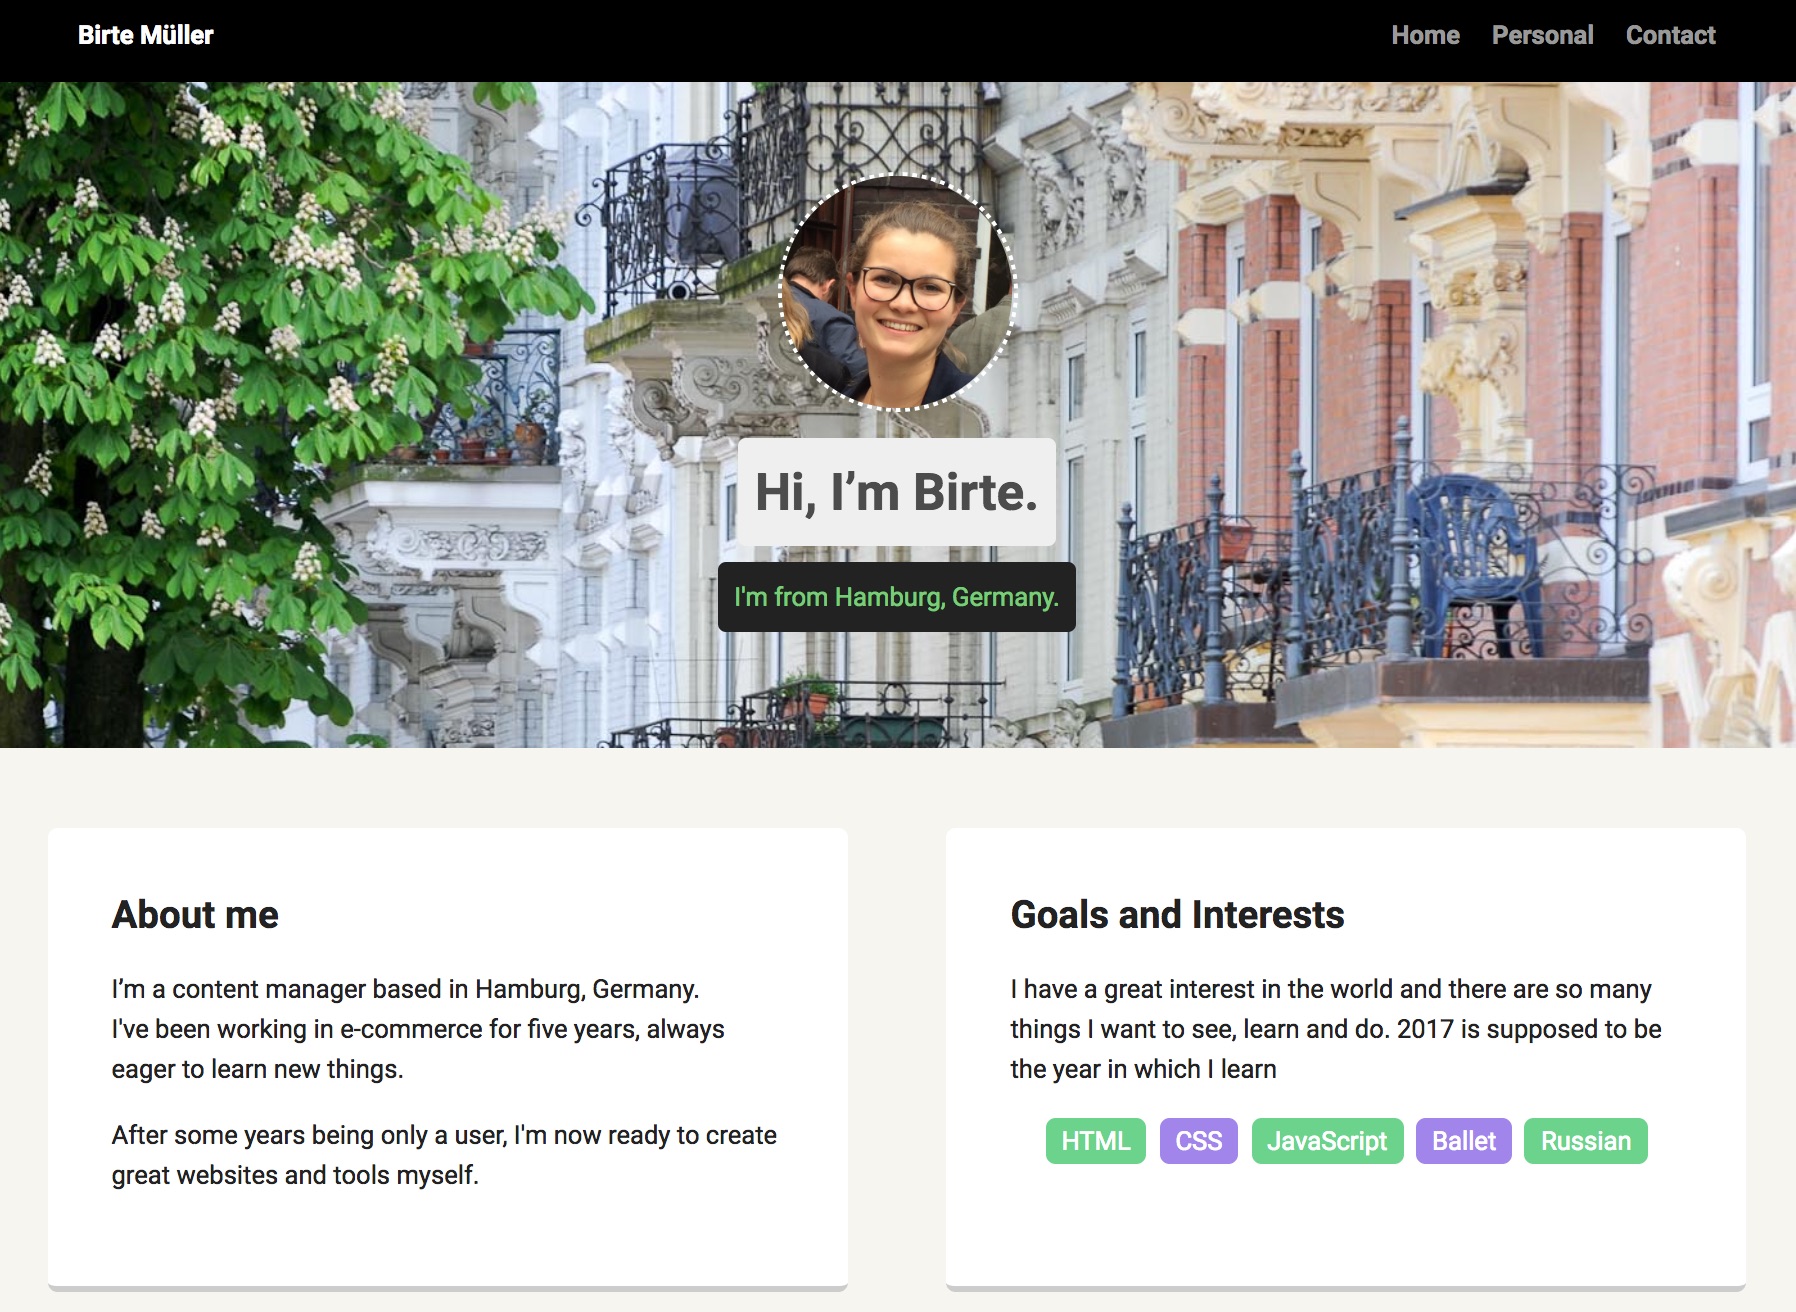 Birte Müller
Home Personal Contact
Hi, I’m Birte.
I'm from Hamburg, Germany.
About me
I’m a content manager based in Hamburg, Germany.
I've been working in e-commerce for five years, always
eager to learn new things.
After some years being only a user, I'm now ready to create
great websites and tools myself.
Goals and Interests
I have a great interest in the world and there are so many
things I want to see, learn and do. 2017 is supposed to be
the year in which I learn
HTML CSS JavaScript Ballet Russian